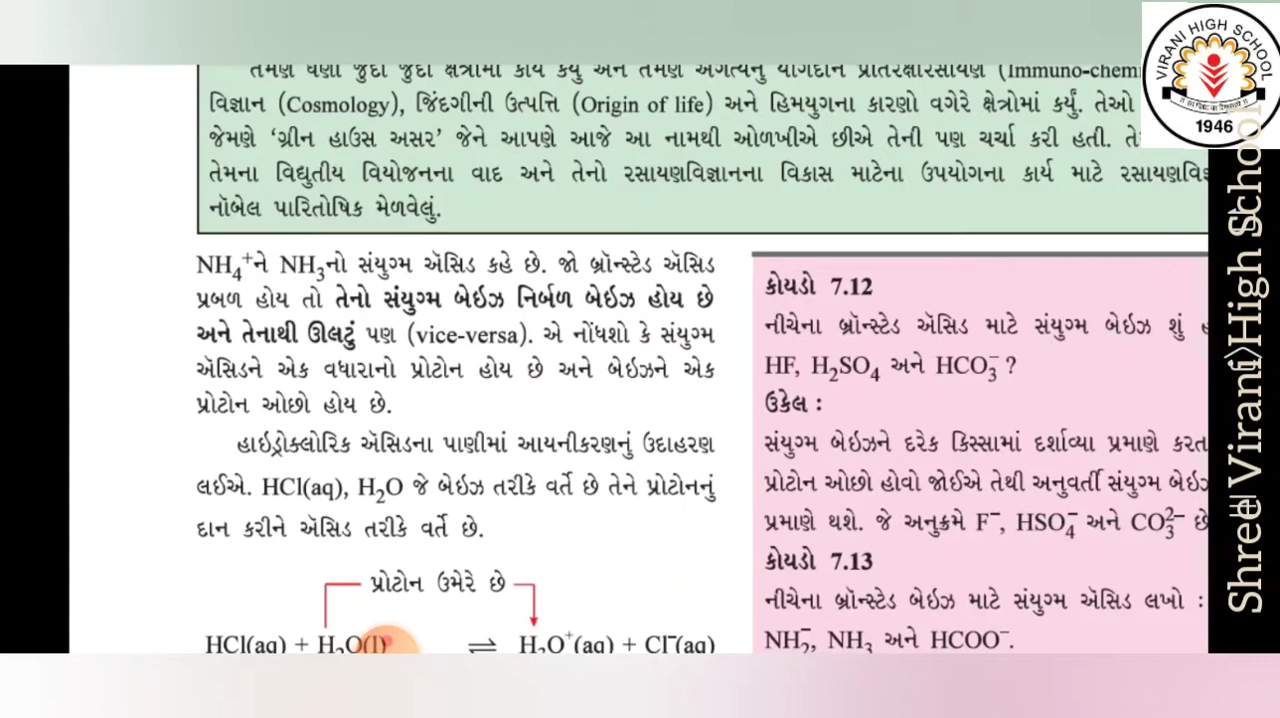 તેમણે ઘણા જુદા જુદા ક્ષેત્રોમાં કાર્ય કર્યું અને તેમણે અગત્યનું યોગદાન પ્રતિરક્ષારસાયણ (Immuno-chemi
વિજ્ઞાન (Cosmology), જિંદગીની ઉત્પત્તિ (Origin of life) અને હિમયુગના કારણો વગેરે ક્ષેત્રોમાં કર્યું. તેઓ
જેમણે ‘ગ્રીન હાઉસ અસર’ જેને આપણે આજે આ નામથી ઓળખીએ છીએ તેની પણ ચર્ચા કરી હતી.
તેમના વિદ્યુતીય વિયોજનના વાદ અને તેનો રસાયણવિજ્ઞાનના વિકાસ માટેના ઉપયોગના કાર્ય માટે
નૉબેલ પારિતોષિક મેળવેલું.
NH₄⁺ને NH₃નો સંયુગ્મ ઍસિડ કહે છે. જો બ્રૉન્સ્ટેડ ઍસિડ
પ્રબળ હોય તો તેનો સંયુગ્મ બેઇઝ નિર્બળ બેઇઝ હોય છે
અને તેનાથી ઊલટું પણ (vice-versa). એ નોંધશો કે સંયુગ્મ
ઍસિડને એક વધારાનો પ્રોટોન હોય છે અને બેઇઝને એક
પ્રોટોન ઓછો હોય છે.
હાઇડ્રોક્લોરિક ઍસિડના પાણીમાં આયનીકરણનું ઉદાહરણ
લઈએ. HCl(aq), H₂O જે બેઇઝ તરીકે વર્તે છે તેને પ્રોટોનનું
દાન કરીને ઍસિડ તરીકે વર્તે છે.
પ્રોટોન ઉમેરે છે
HCl(aq) + H₂O(l) ⇌ H₃O⁺(aq) + Cl⁻(aq)
કોયડો 7.12
નીચેના બ્રૉન્સ્ટેડ ઍસિડ માટે સંયુગ્મ બેઇઝ શું
HF, H₂SO₄ અને HCO₃⁻ ?
ઉકેલ :
સંયુગ્મ બેઇઝને દરેક કિસ્સામાં દર્શાવ્યા પ્રમાણે કરત
પ્રોટોન ઓછો હોવો જોઈએ તેથી અનુવર્તી સંયુગ્મ બેઇ
પ્રમાણે થશે. જે અનુક્રમે F⁻, HSO₄⁻ અને CO₃²⁻ છે
કોયડો 7.13
નીચેના બ્રૉન્સ્ટેડ બેઇઝ માટે સંયુગ્મ ઍસિડ લખો :
NH₂⁻, NH₃ અને HCOO⁻.
VIRANI HIGH SCHOOL
1946
Shree Virani High School